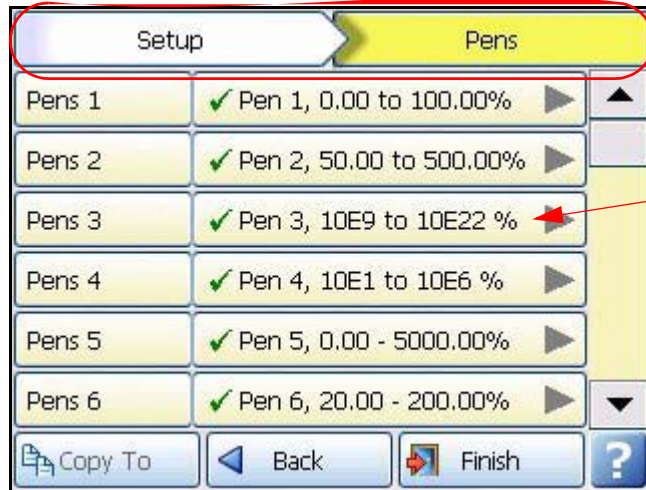 Setup Pens
Pens 1 Pen 1, 0.00 to 100.00%
Pens 2 Pen 2, 50.00 to 500.00%
Pens 3 Pen 3, 10E9 to 10E22 %
Pens 4 Pen 4, 10E1 to 10E6 %
Pens 5 Pen 5, 0.00 - 5000.00%
Pens 6 Pen 6, 20.00 - 200.00%
Copy To Back Finish ?